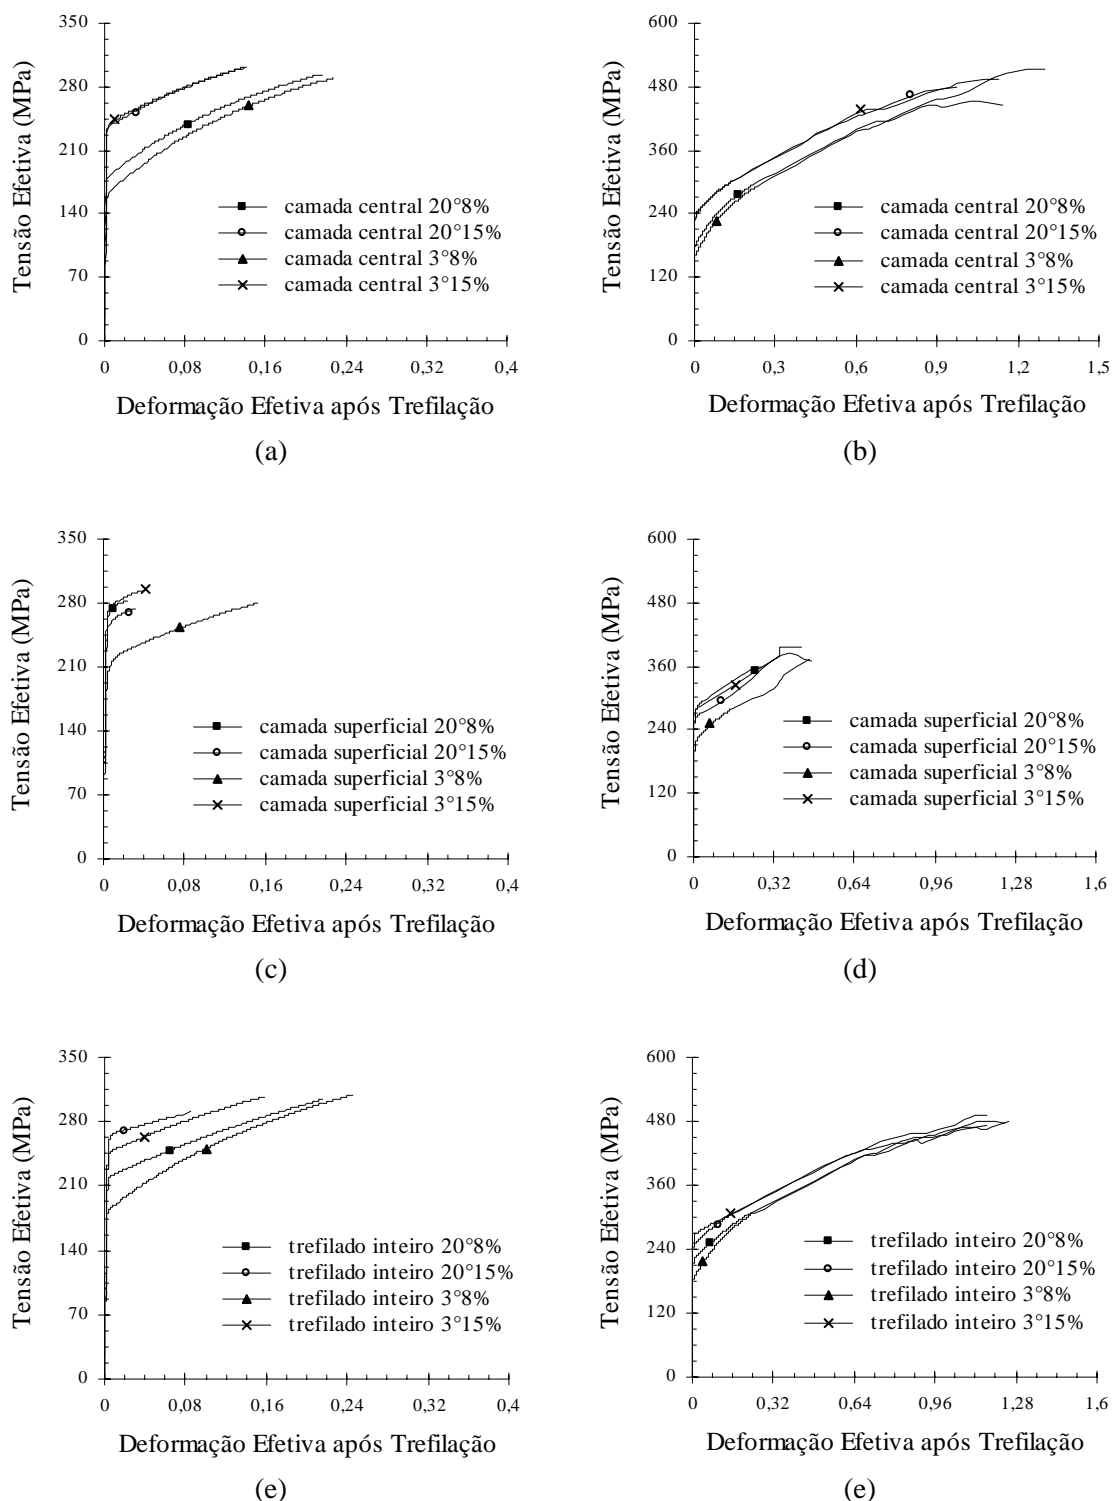 350
280
210
140
70
0
Tensão Efetiva (MPa)
camada central 20°8%
camada central 20°15%
camada central 3°8%
camada central 3°15%
0 0,08 0,16 0,24 0,32 0,4
Deformação Efetiva após Trefilação
(a)
600
480
360
240
120
0
Tensão Efetiva (MPa)
camada central 20°8%
camada central 20°15%
camada central 3°8%
camada central 3°15%
0 0,3 0,6 0,9 1,2 1,5
Deformação Efetiva após Trefilação
(b)
350
280
210
140
70
0
Tensão Efetiva (MPa)
camada superficial 20°8%
camada superficial 20°15%
camada superficial 3°8%
camada superficial 3°15%
0 0,08 0,16 0,24 0,32 0,4
Deformação Efetiva após Trefilação
(c)
600
480
360
240
120
0
Tensão Efetiva (MPa)
camada superficial 20°8%
camada superficial 20°15%
camada superficial 3°8%
camada superficial 3°15%
0 0,32 0,64 0,96 1,28 1,6
Deformação Efetiva após Trefilação
(d)
350
280
210
140
70
0
Tensão Efetiva (MPa)
trefilado inteiro 20°8%
trefilado inteiro 20°15%
trefilado inteiro 3°8%
trefilado inteiro 3°15%
0 0,08 0,16 0,24 0,32 0,4
Deformação Efetiva após Trefilação
(e)
600
480
360
240
120
0
Tensão Efetiva (MPa)
trefilado inteiro 20°8%
trefilado inteiro 20°15%
trefilado inteiro 3°8%
trefilado inteiro 3°15%
0 0,32 0,64 0,96 1,28 1,6
Deformação Efetiva após Trefilação
(e)